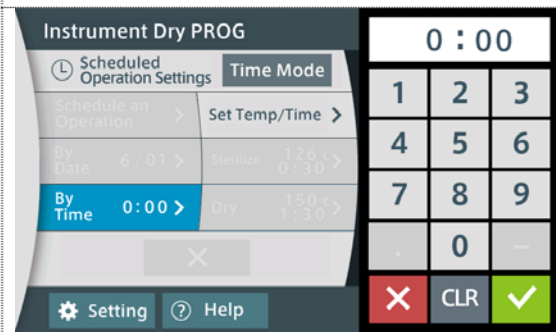 Instrument Dry PROG
0:00
Scheduled
Operation Settings
Time Mode
Schedule an
Operation >
Set Temp/Time >
By
Date 6/01 >
Sterilize 126℃
0:30 >
By
Time 0:00 >
Dry 150℃
1:30 >
×
Setting
? Help
1 2 3
4 5 6
7 8 9
. 0 −
× CLR ✓